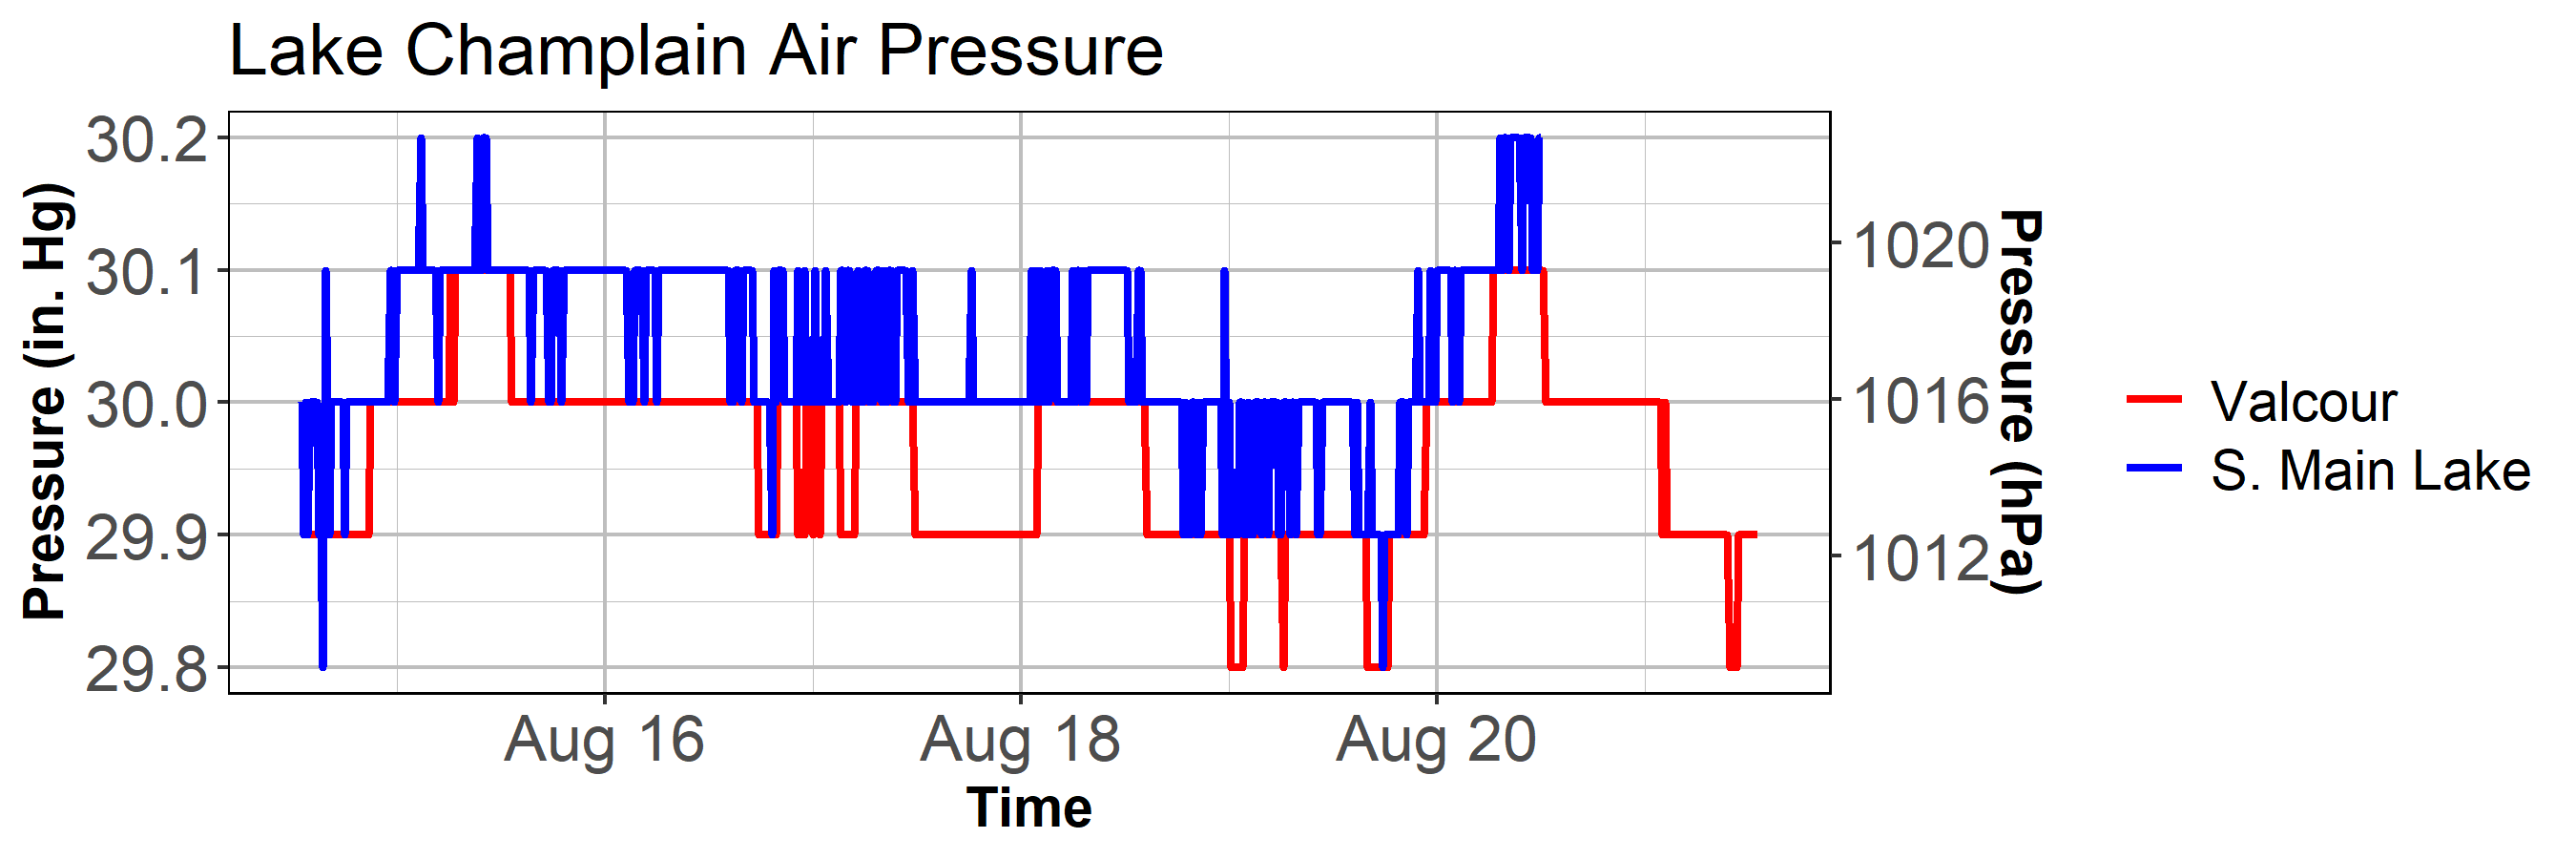 Lake Champlain Air Pressure
Pressure (in. Hg)
30.2
30.1
30.0
29.9
29.8
1020
1016
1012
Pressure (hPa)
Aug 16
Aug 18
Aug 20
Time
Valcour
S. Main Lake